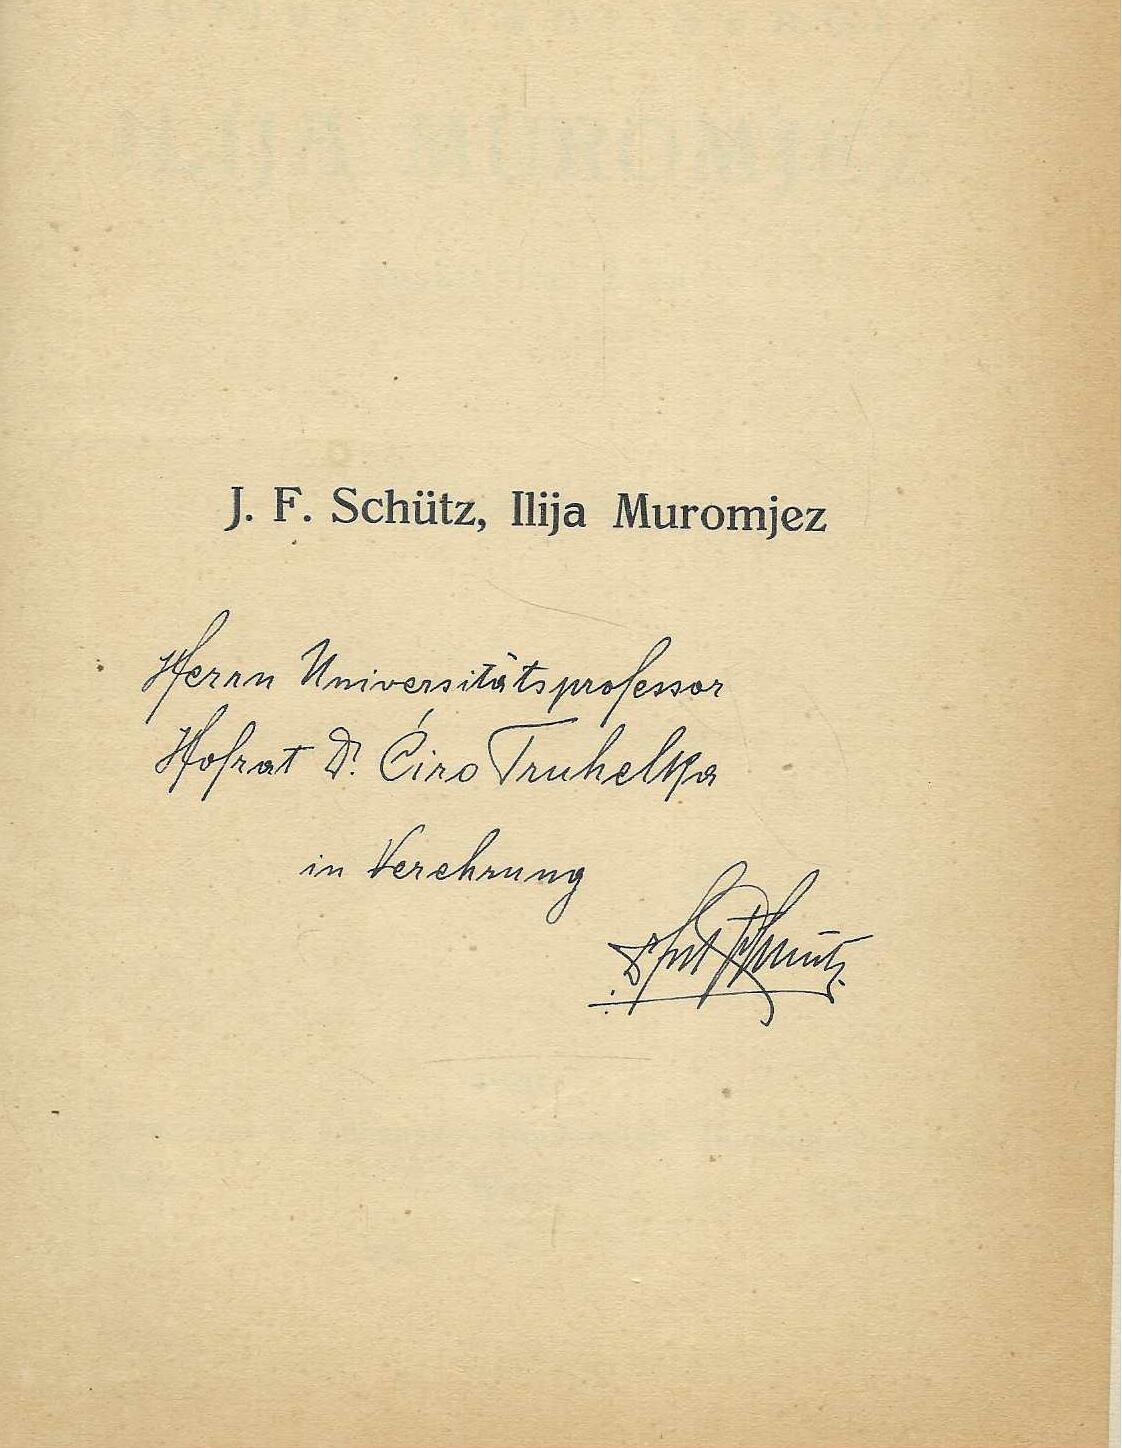 J. F. Schütz, Ilija Muromjez
Herrn Universitätsprofessor
Hofrat Dr. Ćiro Truhelka
in Verehrung